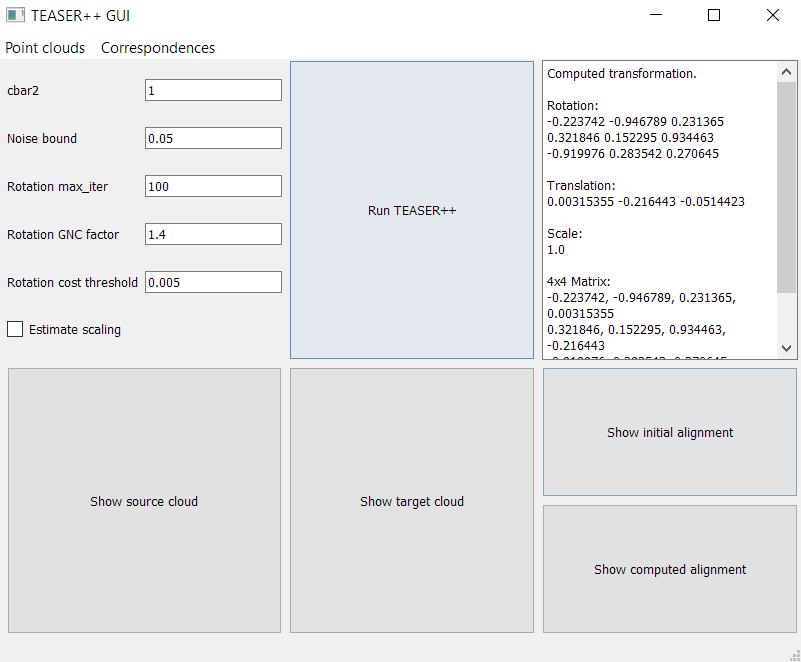 TEASER++ GUI
Point clouds Correspondences
cbar2 1
Noise bound 0.05
Rotation max_iter 100
Rotation GNC factor 1.4
Rotation cost threshold 0.005
Estimate scaling
Run TEASER++
Computed transformation.
Rotation:
-0.223742 -0.946789 0.231365
0.321846 0.152295 0.934463
-0.919976 0.283542 0.270645
Translation:
0.00315355 -0.216443 -0.0514423
Scale:
1.0
4x4 Matrix:
-0.223742, -0.946789, 0.231365,
0.00315355
0.321846, 0.152295, 0.934463,
-0.216443
Show source cloud
Show target cloud
Show initial alignment
Show computed alignment